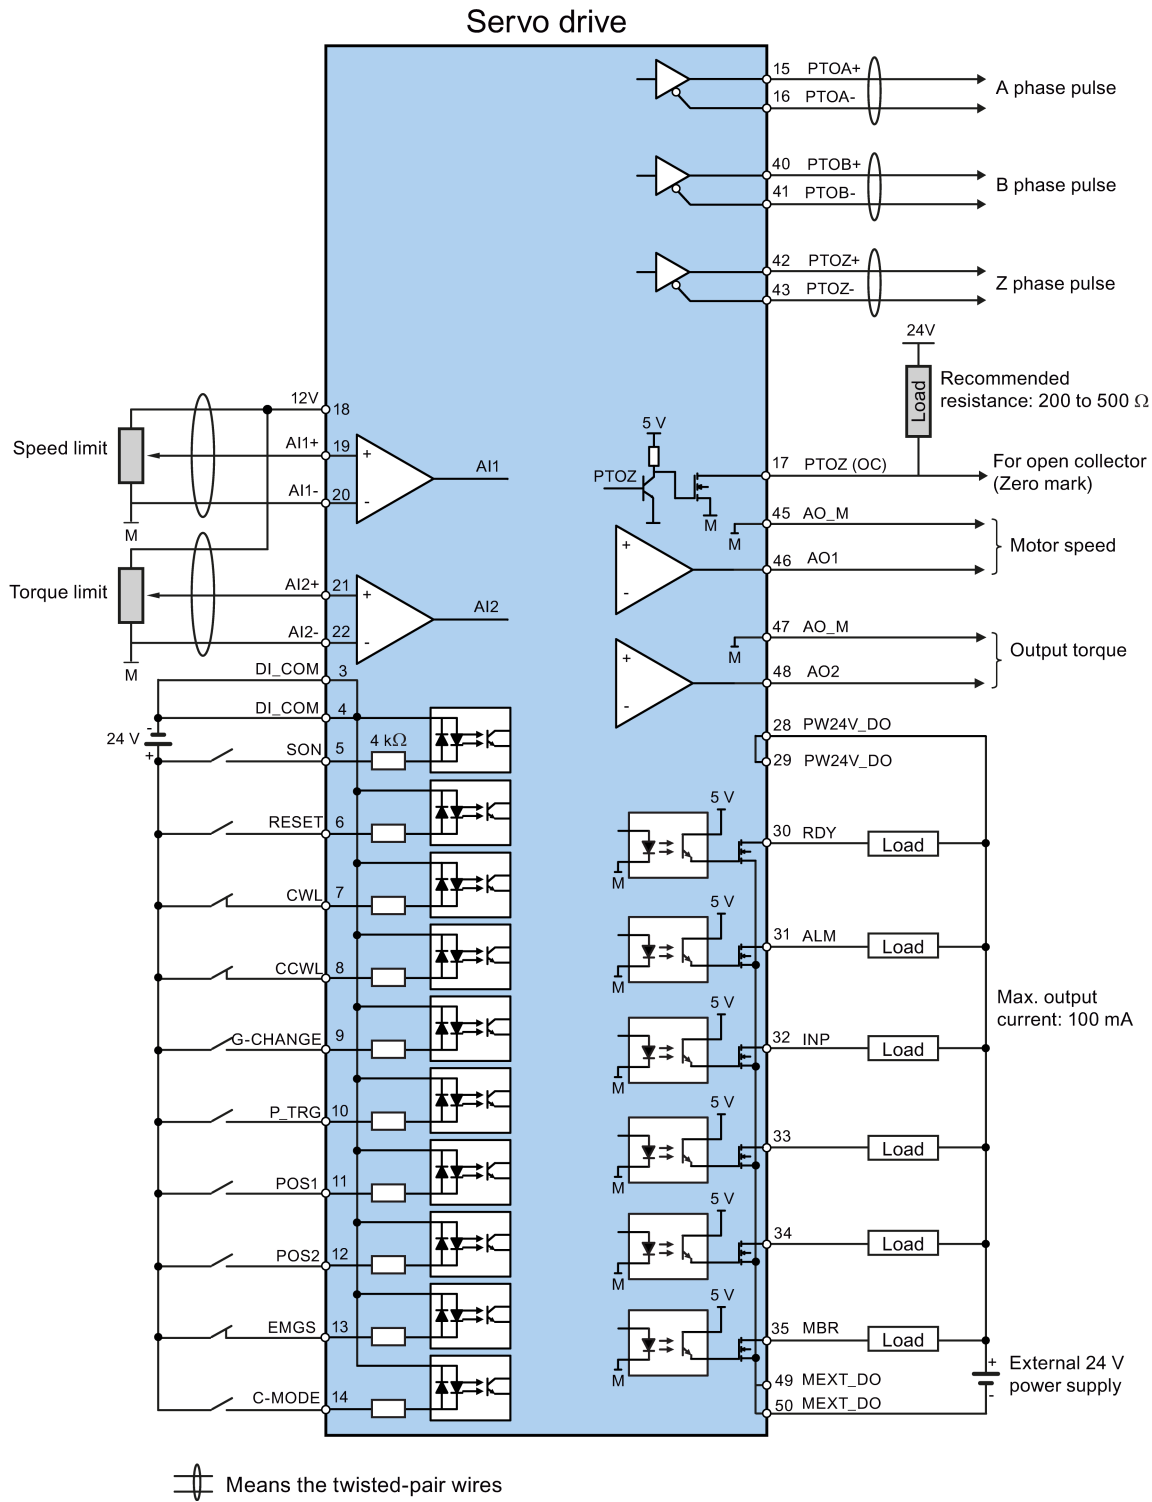 Servo drive
15 PTOA+
16 PTOA-
A phase pulse
40 PTOB+
41 PTOB-
B phase pulse
42 PTOZ+
43 PTOZ-
Z phase pulse
24V
Load
Recommended
resistance: 200 to 500 Ω
5 V
PTOZ
M
17 PTOZ (OC)
For open collector
(Zero mark)
45 AO_M
M
46 AO1
+
-
Motor speed
47 AO_M
M
48 AO2
+
-
Output torque
12V 18
Speed limit
AI1+ 19
AI1- 20
M
+
-
AI1
Torque limit
AI2+ 21
AI2- 22
M
+
-
AI2
DI_COM 3
DI_COM 4
24 V
-
+
SON 5
4 kΩ
RESET 6
CWL 7
CCWL 8
G-CHANGE 9
P_TRG 10
POS1 11
POS2 12
EMGS 13
C-MODE 14
28 PW24V_DO
29 PW24V_DO
5 V
M
30 RDY
Load
5 V
M
31 ALM
Load
Max. output
current: 100 mA
5 V
M
32 INP
Load
5 V
M
33
Load
5 V
M
34
Load
5 V
M
35 MBR
Load
49 MEXT_DO
50 MEXT_DO
+
-
External 24 V
power supply
Means the twisted-pair wires